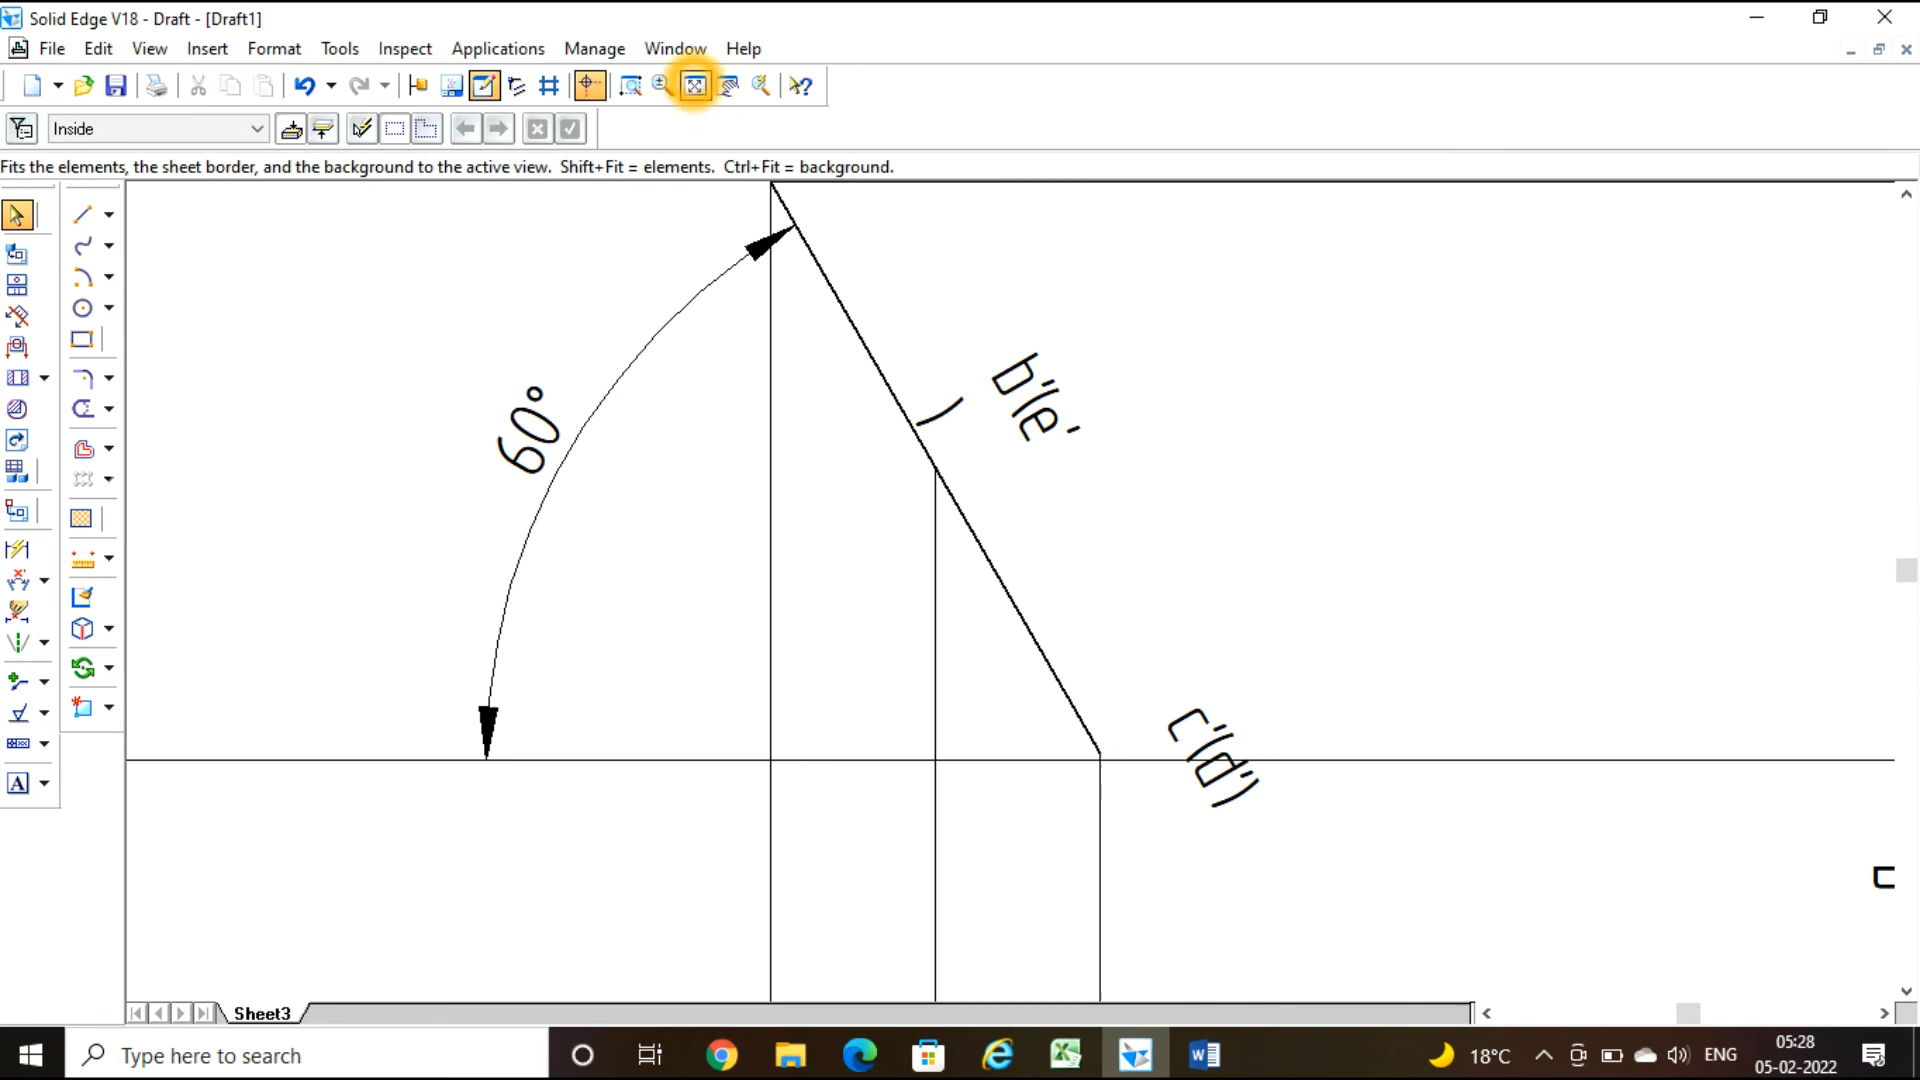 Solid Edge V18 - Draft - [Draft1]
File Edit View Insert Format Tools Inspect Applications Manage Window Help
Inside
Fits the elements, the sheet border, and the background to the active view. Shift+Fit = elements. Ctrl+Fit = background.
60°
b'(e'
)
c'(d')
A
Sheet3
Type here to search
18°C
ENG
05:28
05-02-2022